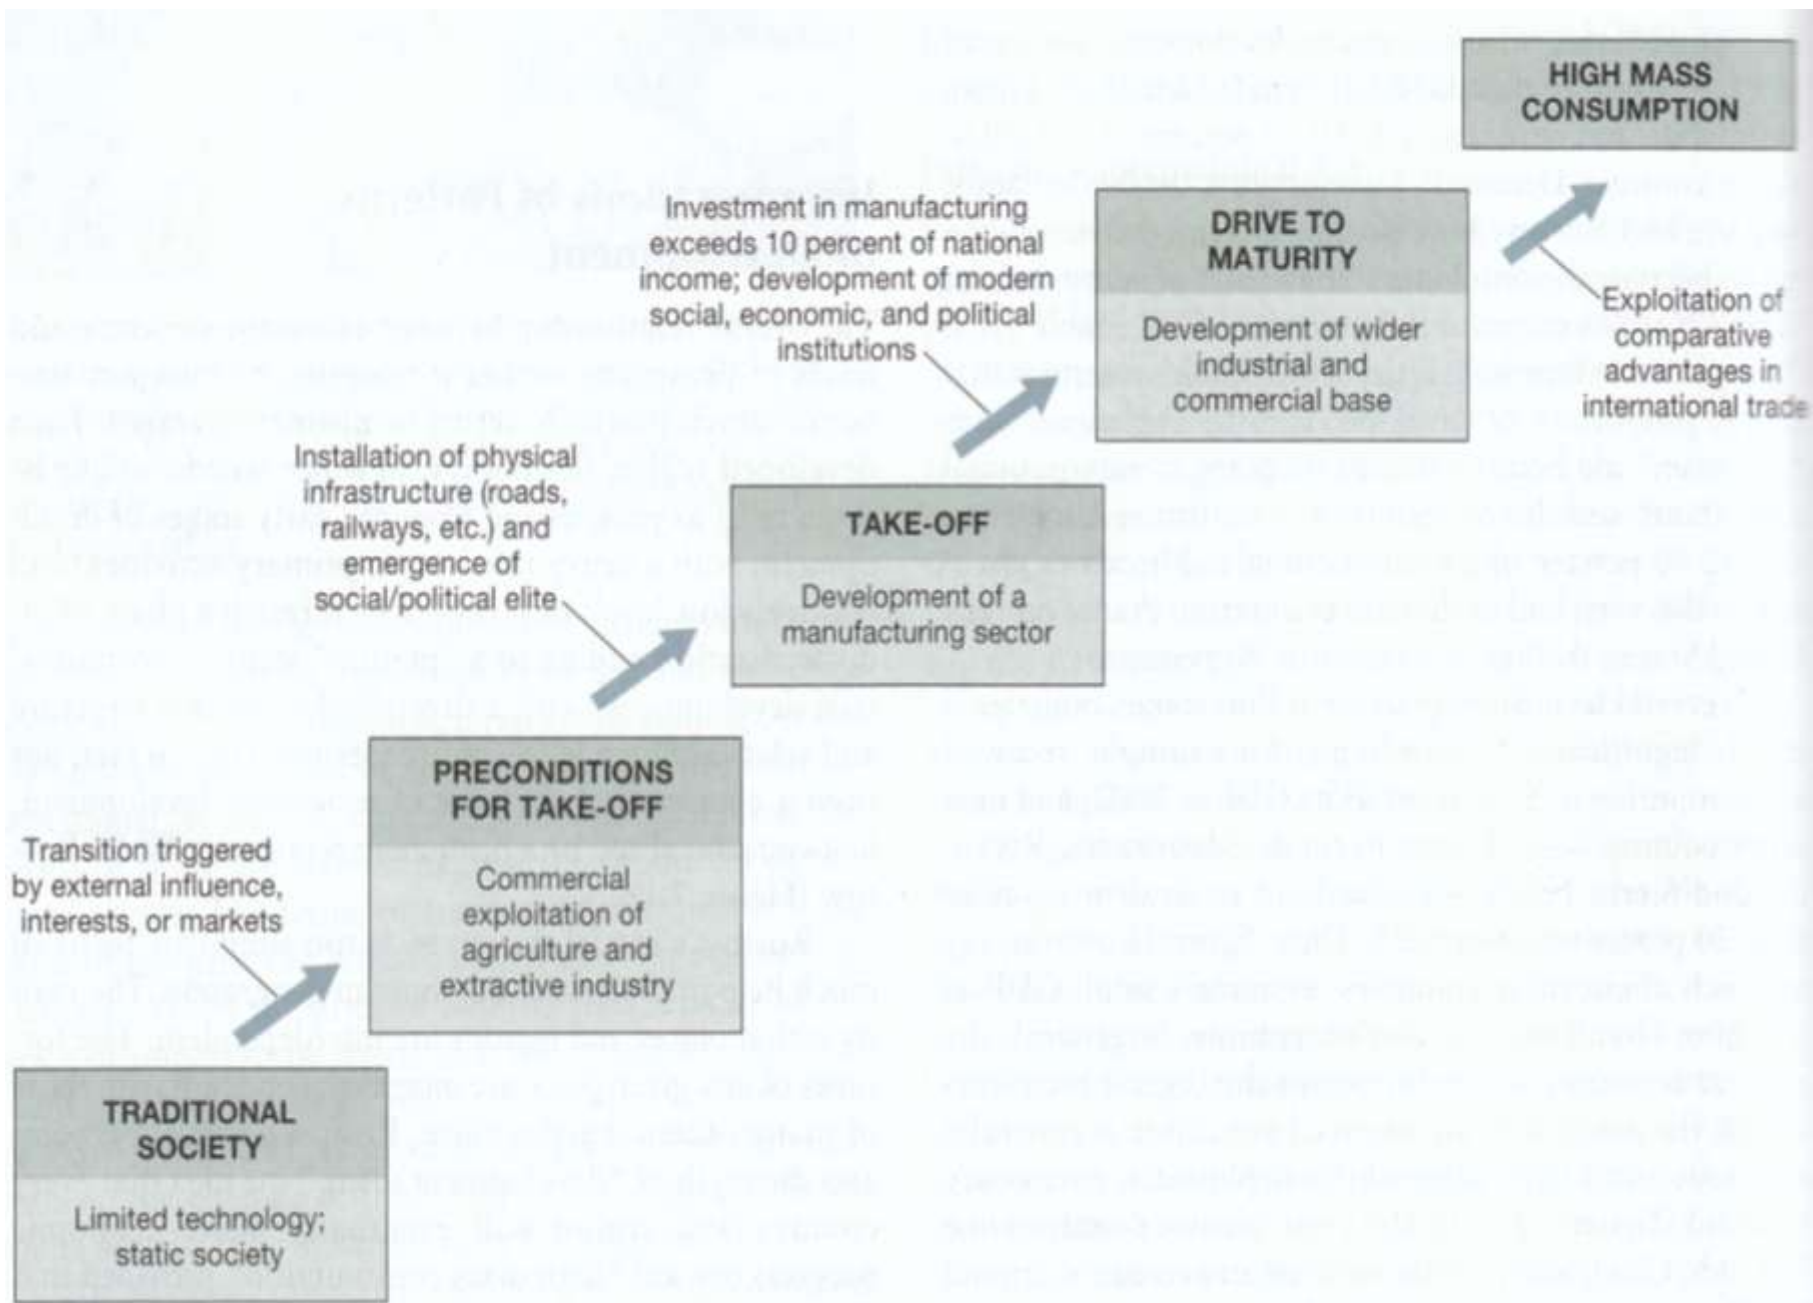 TRADITIONAL
SOCIETY
Limited technology;
static society
Transition triggered
by external influence,
interests, or markets
PRECONDITIONS
FOR TAKE-OFF
Commercial
exploitation of
agriculture and
extractive industry
Installation of physical
infrastructure (roads,
railways, etc.) and
emergence of
social/political elite
TAKE-OFF
Development of a
manufacturing sector
Investment in manufacturing
exceeds 10 percent of national
income; development of modern
social, economic, and political
institutions
DRIVE TO
MATURITY
Development of wider
industrial and
commercial base
Exploitation of
comparative
advantages in
international trade
HIGH MASS
CONSUMPTION